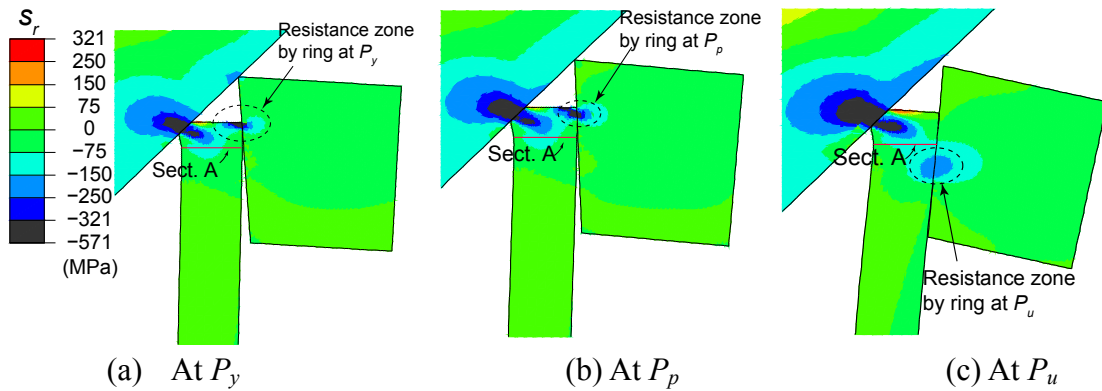 S_r
321
250
150
75
0
−75
−150
−250
−321
−571
(MPa)
Resistance zone
by ring at P_y
Sect. A
(a) At P_y
Resistance zone
by ring at P_p
Sect. A
(b) At P_p
Sect. A
Resistance zone
by ring at P_u
(c) At P_u